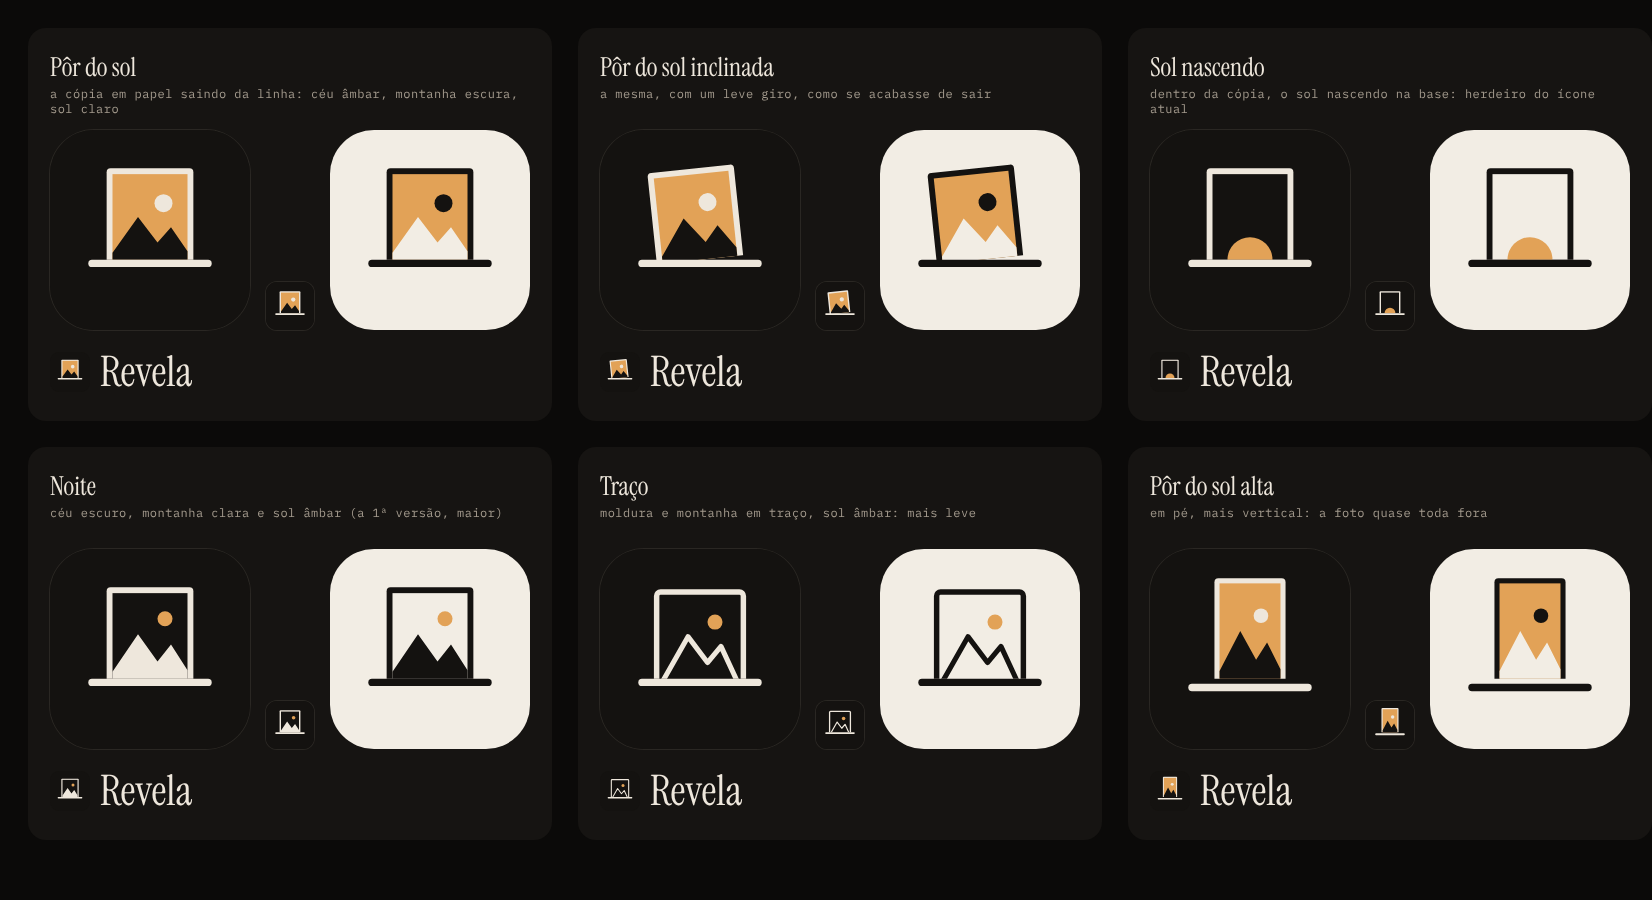 Pôr do sol
a cópia em papel saindo da linha: céu âmbar, montanha escura,
sol claro
Revela
Pôr do sol inclinada
a mesma, com um leve giro, como se acabasse de sair
Revela
Sol nascendo
dentro da cópia, o sol nascendo na base: herdeiro do ícone
atual
Revela
Noite
céu escuro, montanha clara e sol âmbar (a 1ª versão, maior)
Revela
Traço
moldura e montanha em traço, sol âmbar: mais leve
Revela
Pôr do sol alta
em pé, mais vertical: a foto quase toda fora
Revela